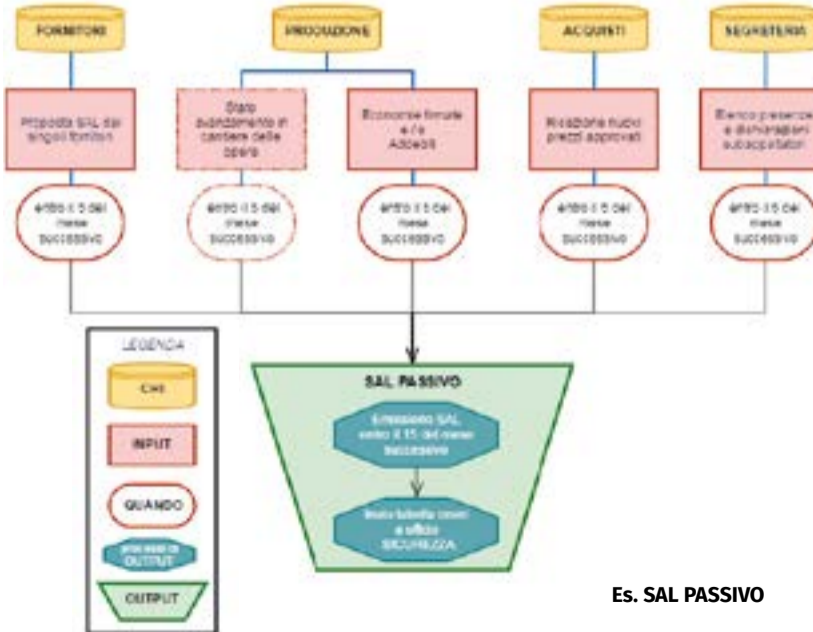 FORNITORI
PRODUZIONE
ACQUISTI
SEGRETERIA
Proposta SAL dai
singoli fornitori
Stato
avanzamento in
cantiere delle
opere
Economie firmate
e / o
Addebiti
Ricezione nuovi
prezzi approvati
Elenco presenze
e dichiarazioni
subappaltatori
entro il 5 del
mese
successivo
entro il 5 del
mese
successivo
entro il 5 del
mese
successivo
entro il 5 del
mese
successivo
entro il 5 del
mese
successivo
LEGENDA
CHI
INPUT
QUANDO
processo di
OUTPUT
OUTPUT
SAL PASSIVO
Emissione SAL
entro il 15 del mese
successivo
Invio tabella oneri
a ufficio
SICUREZZA
Es. SAL PASSIVO